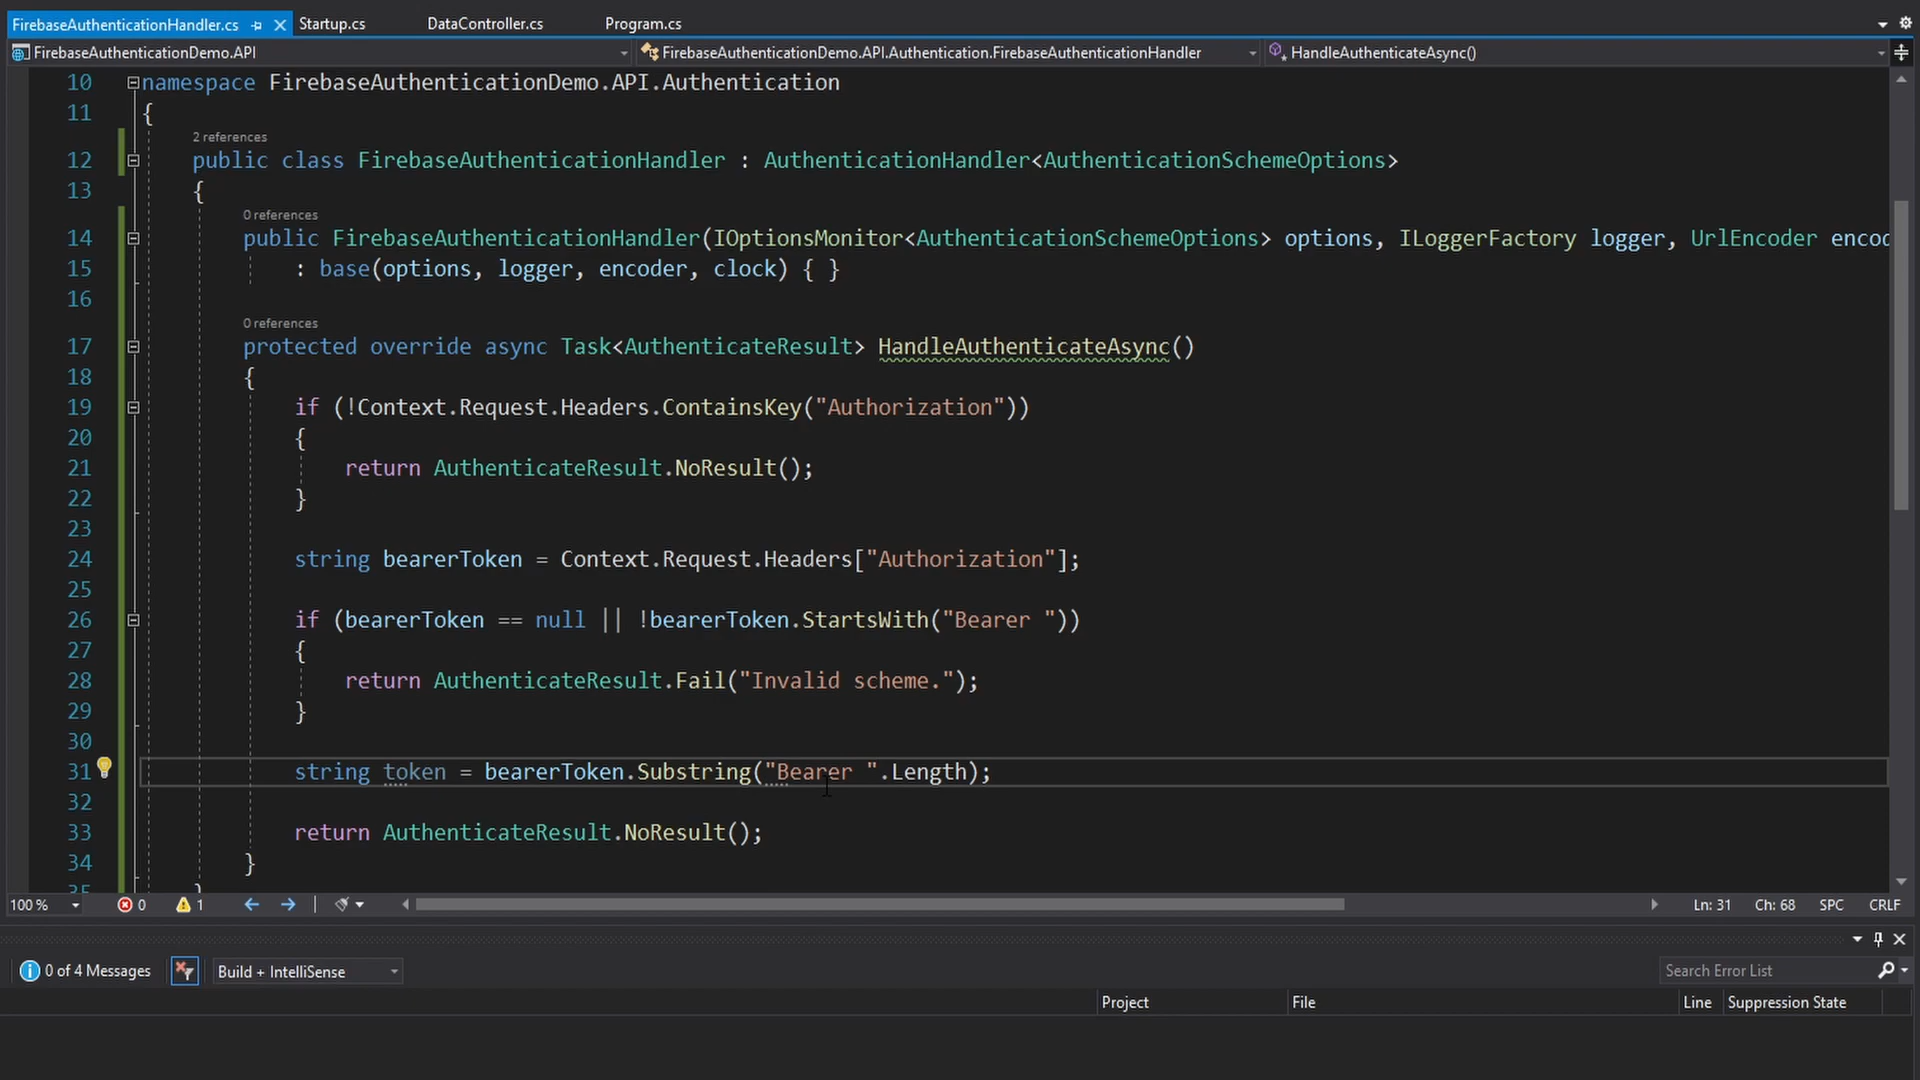 FirebaseAuthenticationHandler.cs Startup.cs DataController.cs Program.cs
FirebaseAuthenticationDemo.API FirebaseAuthenticationDemo.API.Authentication.FirebaseAuthenticationHandler HandleAuthenticateAsync()
10 namespace FirebaseAuthenticationDemo.API.Authentication
11 {
2 references
12 public class FirebaseAuthenticationHandler : AuthenticationHandler<AuthenticationSchemeOptions>
13 {
0 references
14 public FirebaseAuthenticationHandler(IOptionsMonitor<AuthenticationSchemeOptions> options, ILoggerFactory logger, UrlEncoder encod
15 : base(options, logger, encoder, clock) { }
16
0 references
17 protected override async Task<AuthenticateResult> HandleAuthenticateAsync()
18 {
19 if (!Context.Request.Headers.ContainsKey("Authorization"))
20 {
21 return AuthenticateResult.NoResult();
22 }
23
24 string bearerToken = Context.Request.Headers["Authorization"];
25
26 if (bearerToken == null || !bearerToken.StartsWith("Bearer "))
27 {
28 return AuthenticateResult.Fail("Invalid scheme.");
29 }
30
31 string token = bearerToken.Substring("Bearer ".Length);
32
33 return AuthenticateResult.NoResult();
34 }
35 }
100 % 0 1 Ln: 31 Ch: 68 SPC CRLF
0 of 4 Messages Build + IntelliSense Search Error List
Project File Line Suppression State